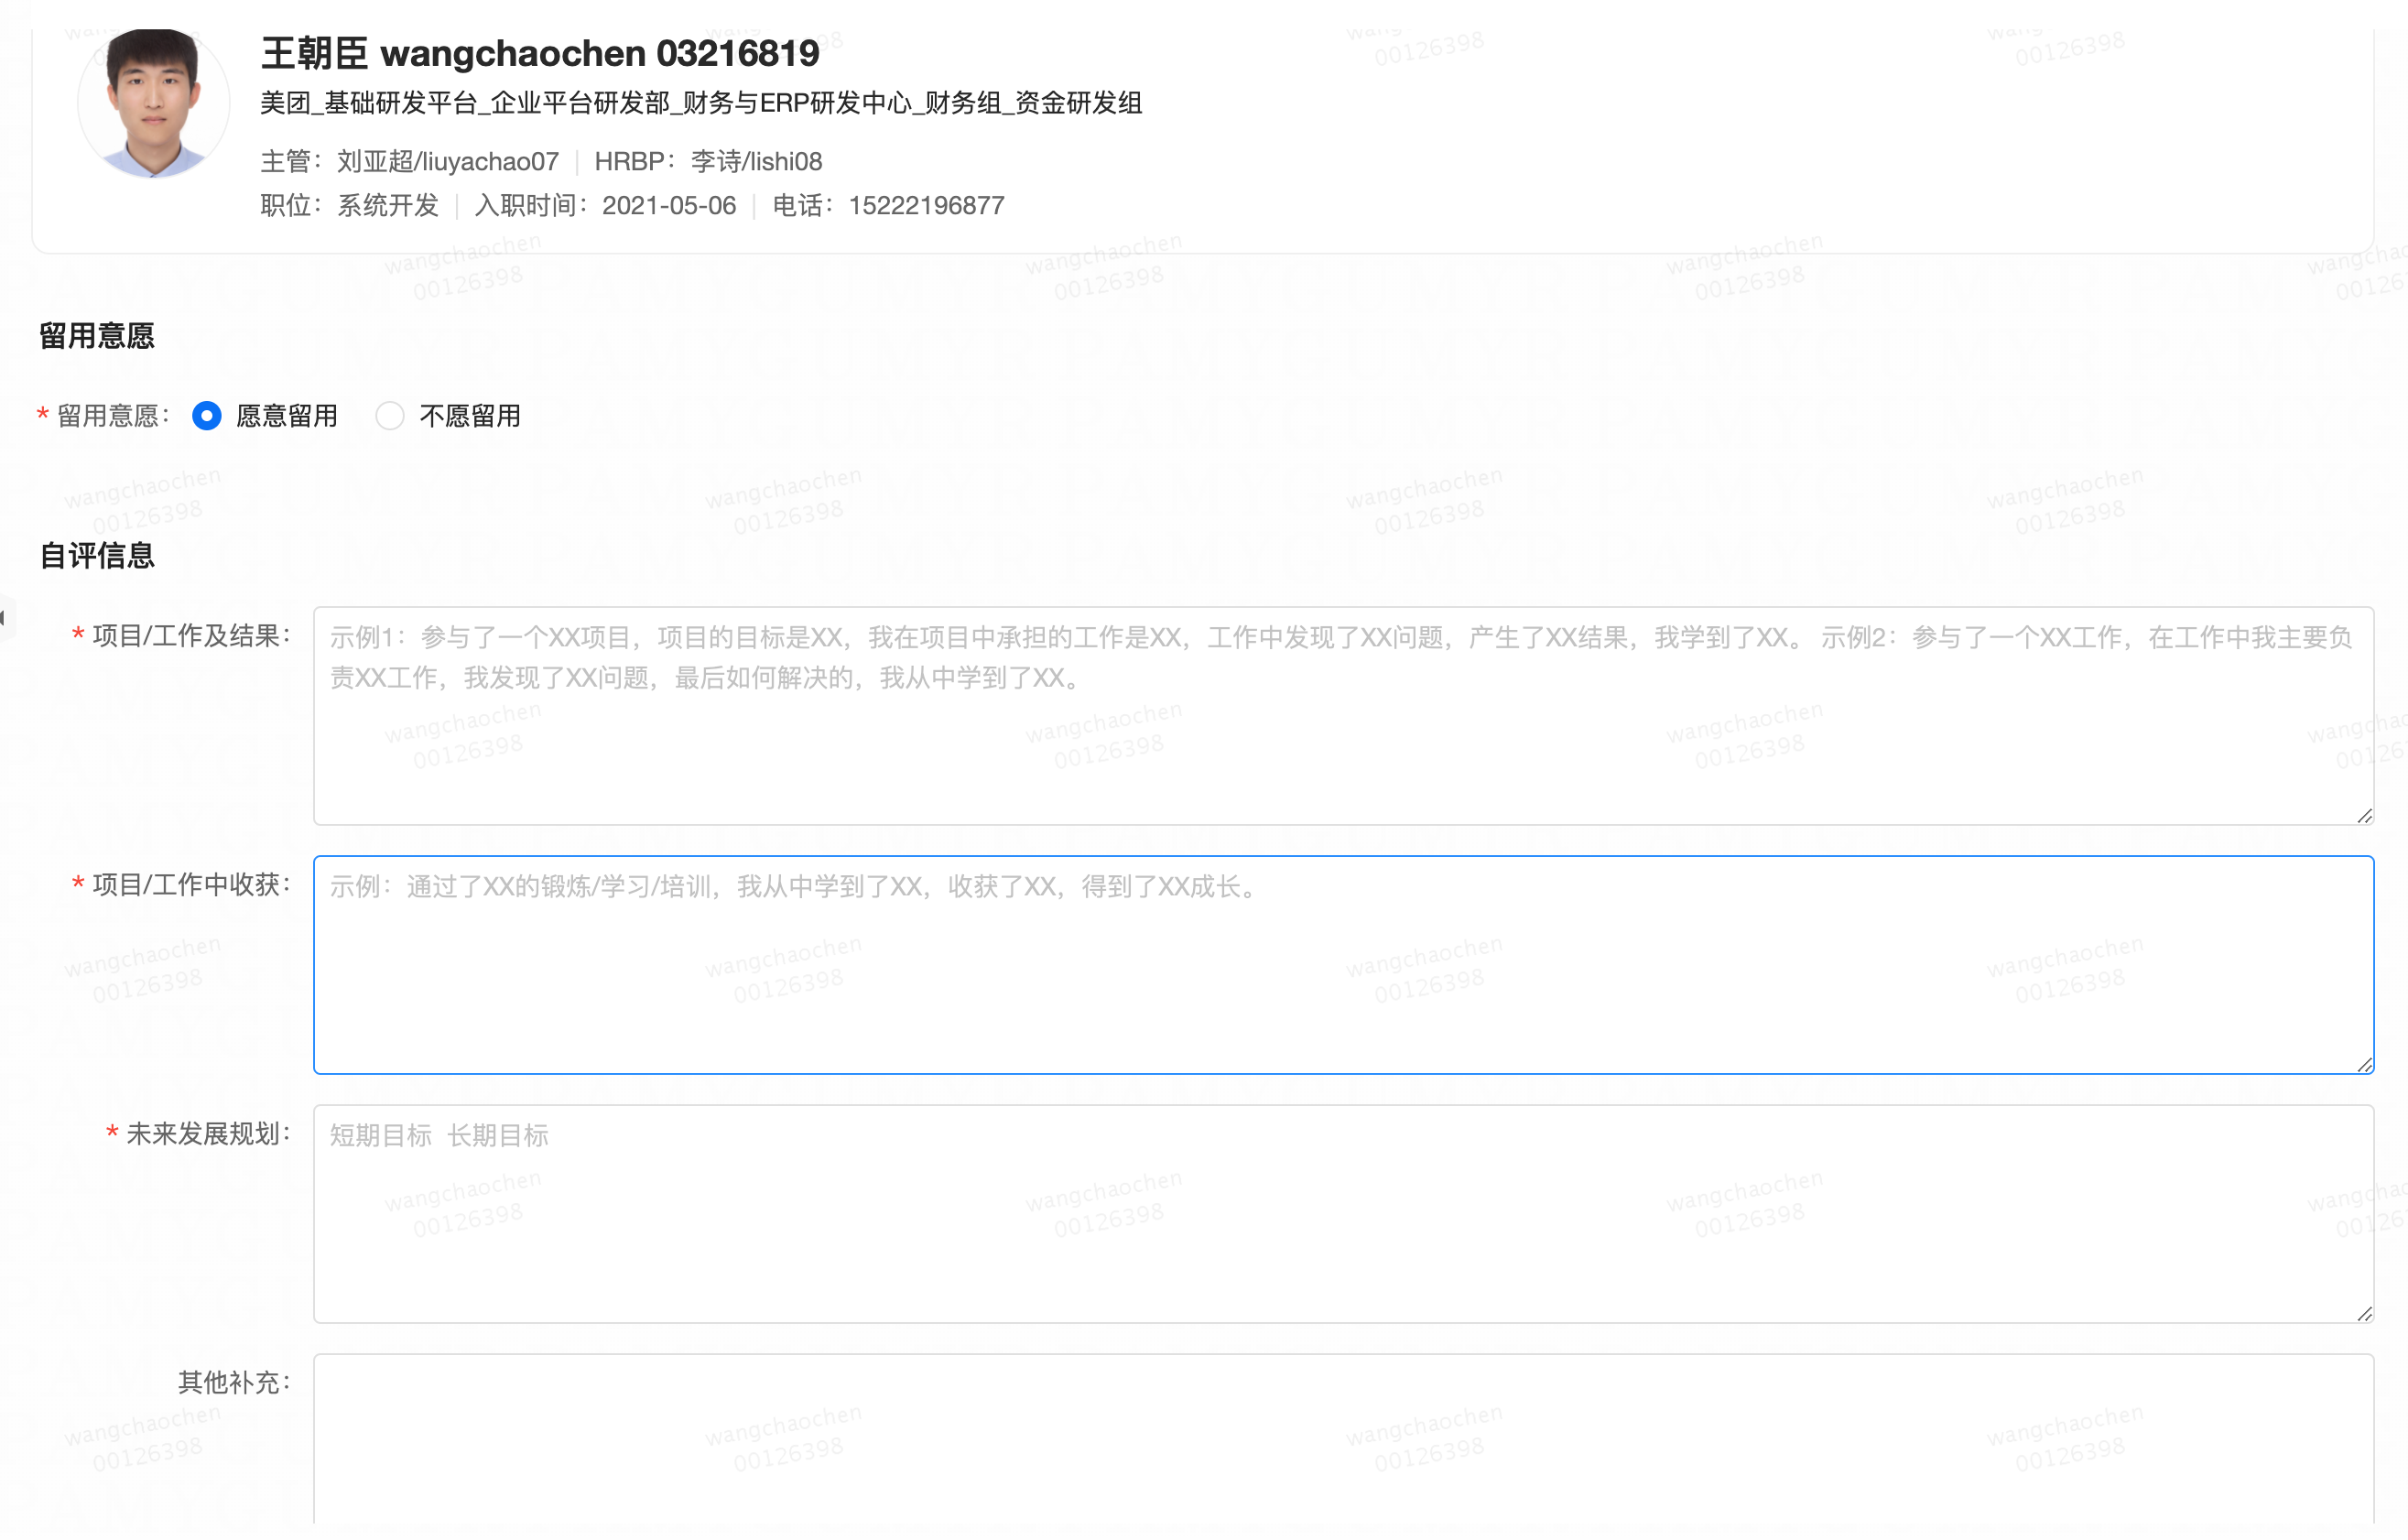 王朝臣 wangchaochen 03216819
美团_基础研发平台_企业平台研发部_财务与ERP研发中心_财务组_资金研发组
主管：刘亚超/liuyachao07 | HRBP：李诗/lishi08
职位：系统开发 | 入职时间：2021-05-06 | 电话：15222196877
留用意愿
* 留用意愿： 愿意留用 不愿留用
自评信息
* 项目/工作及结果：
示例1：参与了一个XX项目，项目的目标是XX，我在项目中承担的工作是XX，工作中发现了XX问题，产生了XX结果，我学到了XX。 示例2：参与了一个XX工作，在工作中我主要负
责XX工作，我发现了XX问题，最后如何解决的，我从中学到了XX。
* 项目/工作中收获：
示例：通过了XX的锻炼/学习/培训，我从中学到了XX，收获了XX，得到了XX成长。
* 未来发展规划：
短期目标 长期目标
其他补充：
wangchaochen
00126398